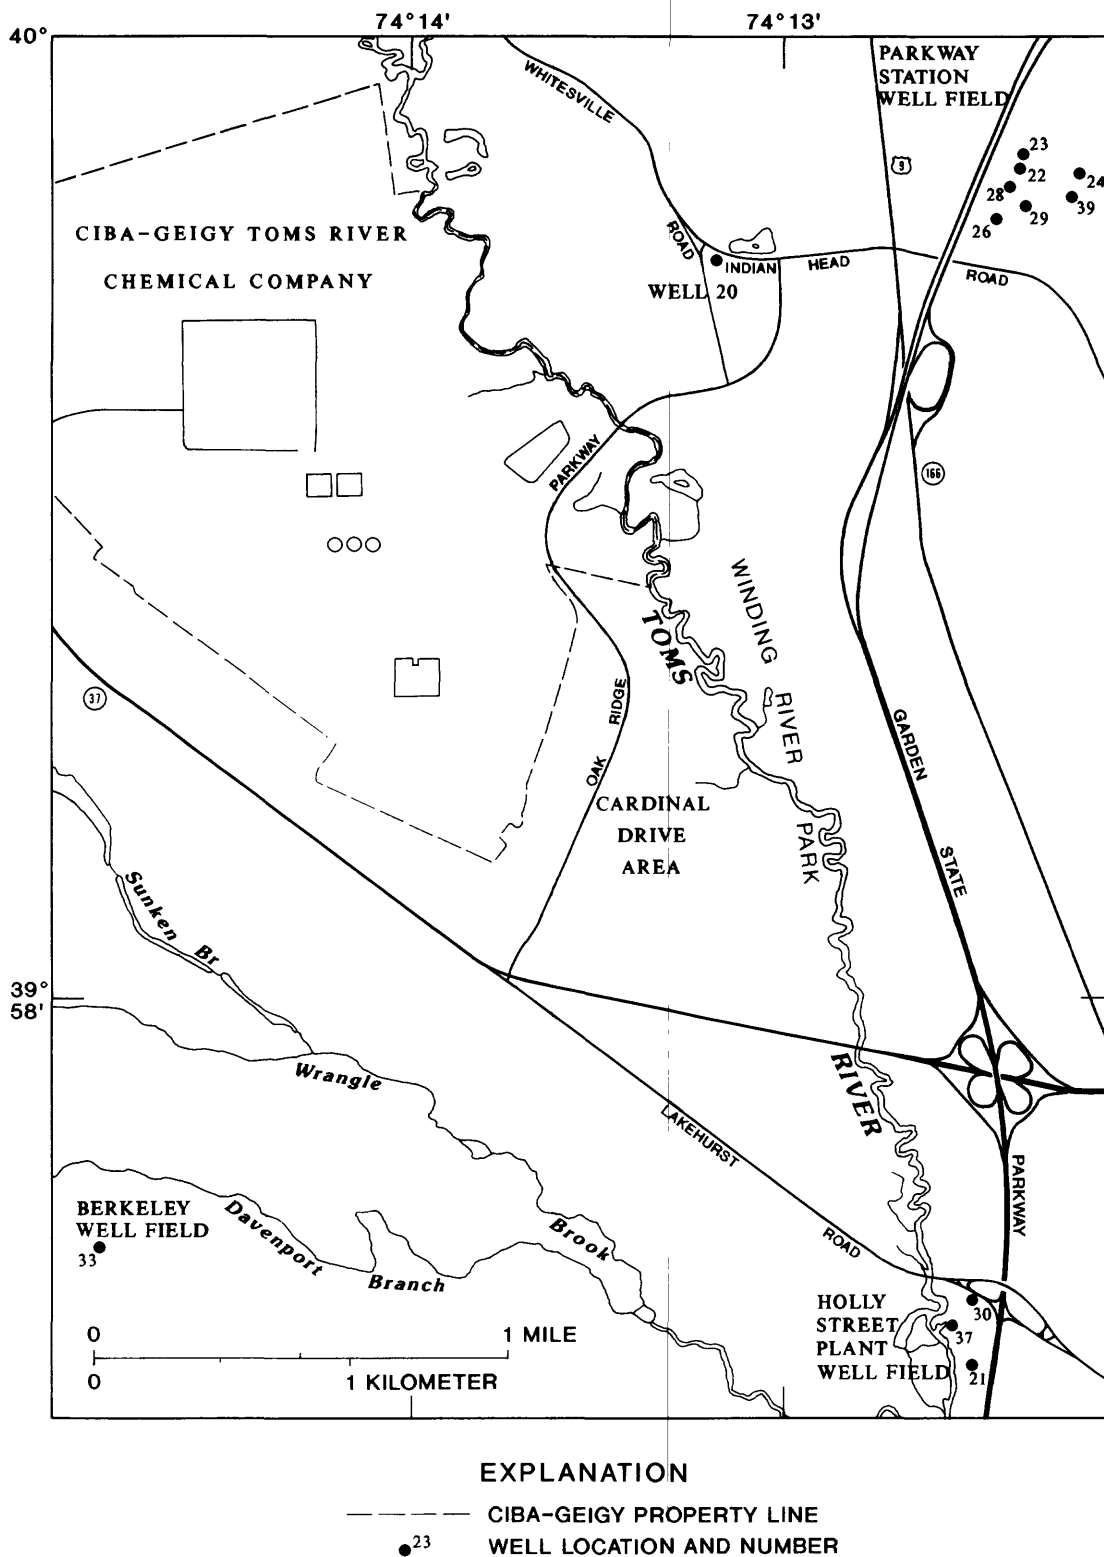 74°14'
74°13'
40°
WHITESVILLE
ROAD
PARKWAY
STATION
WELL FIELD
9
23
22
24
28
39
29
26
CIBA-GEIGY TOMS RIVER
CHEMICAL COMPANY
INDIAN HEAD ROAD
WELL 20
PARKWAY
166
WINDING RIVER PARK
TOMS
37
RIDGE
OAK
GARDEN
CARDINAL
DRIVE
AREA
STATE
Sunken Br
39°
58'
Wrangle
RIVER
LAKEHURST
PARKWAY
BERKELEY
WELL FIELD
33
Davenport
Branch
Brook
ROAD
HOLLY
STREET
PLANT
WELL FIELD
30
37
21
0 1 MILE
0 1 KILOMETER
EXPLANATION
CIBA-GEIGY PROPERTY LINE
23 WELL LOCATION AND NUMBER